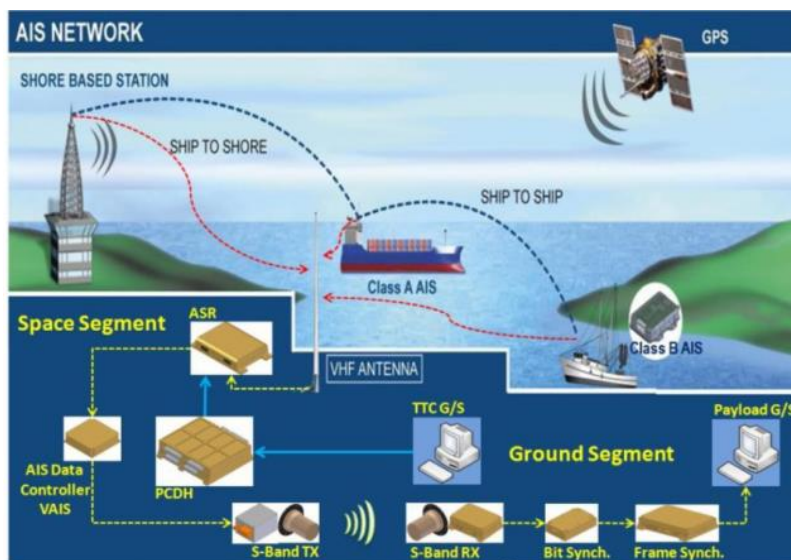 AIS NETWORK
GPS
SHORE BASED STATION
SHIP TO SHORE
SHIP TO SHIP
Class A AIS
Class B AIS
Space Segment
ASR
VHF ANTENNA
TTC G/S
Payload G/S
Ground Segment
AIS Data
Controller
VAIS
PCDH
S-Band TX
S-Band RX
Bit Synch.
Frame Synch.